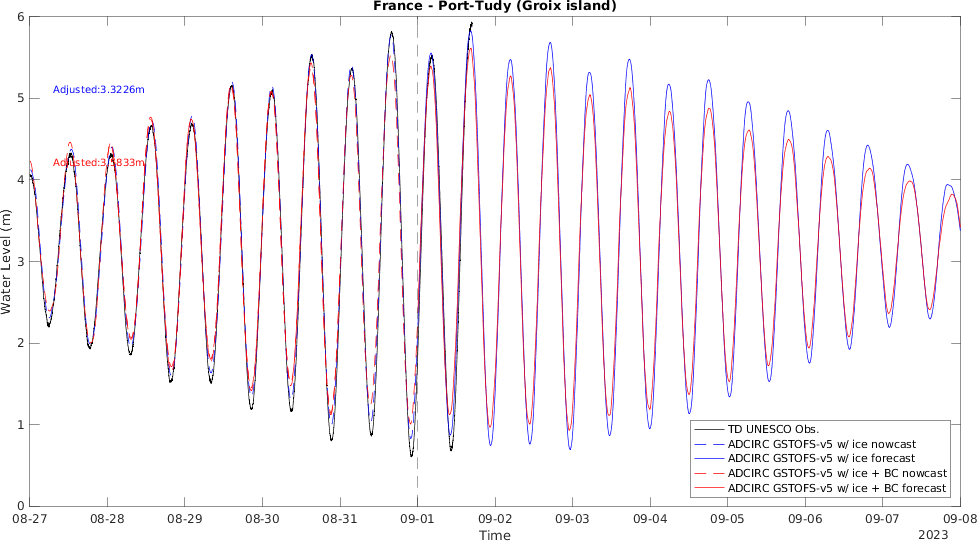 France - Port-Tudy (Groix island)
6
5
4
3
2
1
0
Water Level (m)
Adjusted:3.3226m
TD UNESCO Obs.
ADCIRC GSTOFS-v5 w/ ice nowcast
ADCIRC GSTOFS-v5 w/ ice forecast
ADCIRC GSTOFS-v5 w/ ice + BC nowcast
ADCIRC GSTOFS-v5 w/ ice + BC forecast
08-27 08-28 08-29 08-30 08-31 09-01 09-02 09-03 09-04 09-05 09-06 09-07 09-08
Time
2023